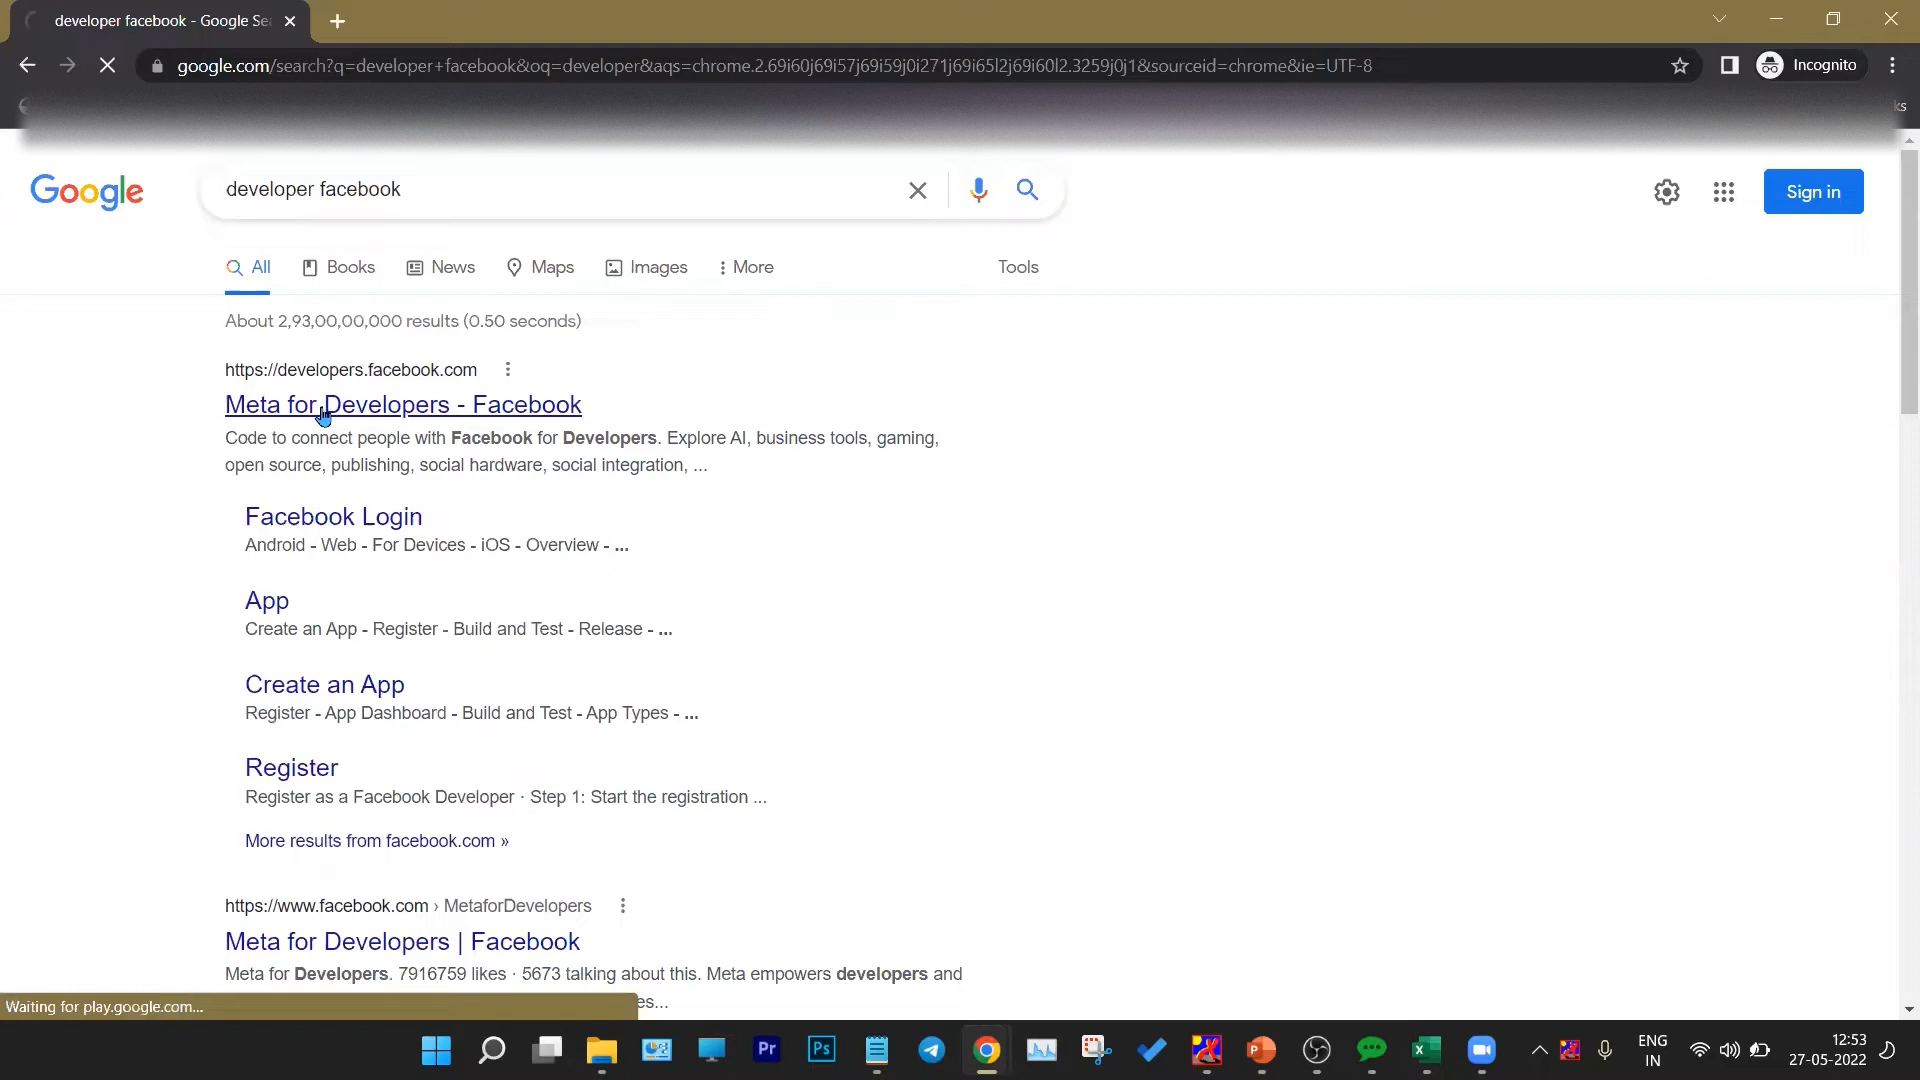 developer facebook - Google Se
google.com/search?q=developer+facebook&oq=developer&aqs=chrome.2.69i60j69i57j69i59j0i271j69i65l2j69i60l2.3259j0j1&sourceid=chrome&ie=UTF-8
Incognito
ks
Google
developer facebook
Sign in
All
Books
News
Maps
Images
More
Tools
About 2,93,00,00,000 results (0.50 seconds)
https://developers.facebook.com
Meta for Developers - Facebook
Code to connect people with Facebook for Developers. Explore AI, business tools, gaming,
open source, publishing, social hardware, social integration, ...
Facebook Login
Android - Web - For Devices - iOS - Overview - ...
App
Create an App - Register - Build and Test - Release - ...
Create an App
Register - App Dashboard - Build and Test - App Types - ...
Register
Register as a Facebook Developer · Step 1: Start the registration ...
More results from facebook.com »
https://www.facebook.com › MetaforDevelopers
Meta for Developers | Facebook
Meta for Developers. 7916759 likes · 5673 talking about this. Meta empowers developers and
es...
Waiting for play.google.com...
Pr
Ps
ENG
IN
12:53
27-05-2022